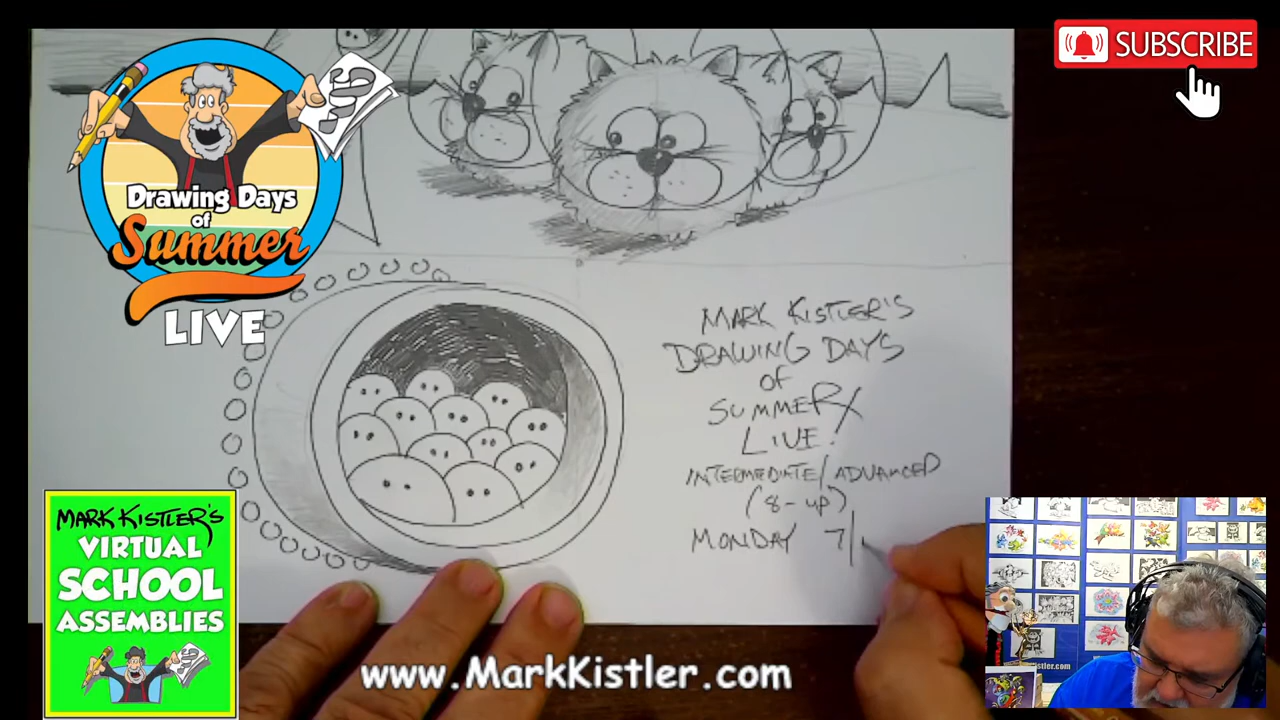 SUBSCRIBE
Drawing Days
of
Summer
LIVE
MARK KISTLER'S
DRAWING DAYS
of
SUMMER
LIVE!
INTERMEDIATE/ADVANCED
(8-UP)
MONDAY 7/
MARK KISTLER'S
VIRTUAL
SCHOOL
ASSEMBLIES
www.MarkKistler.com